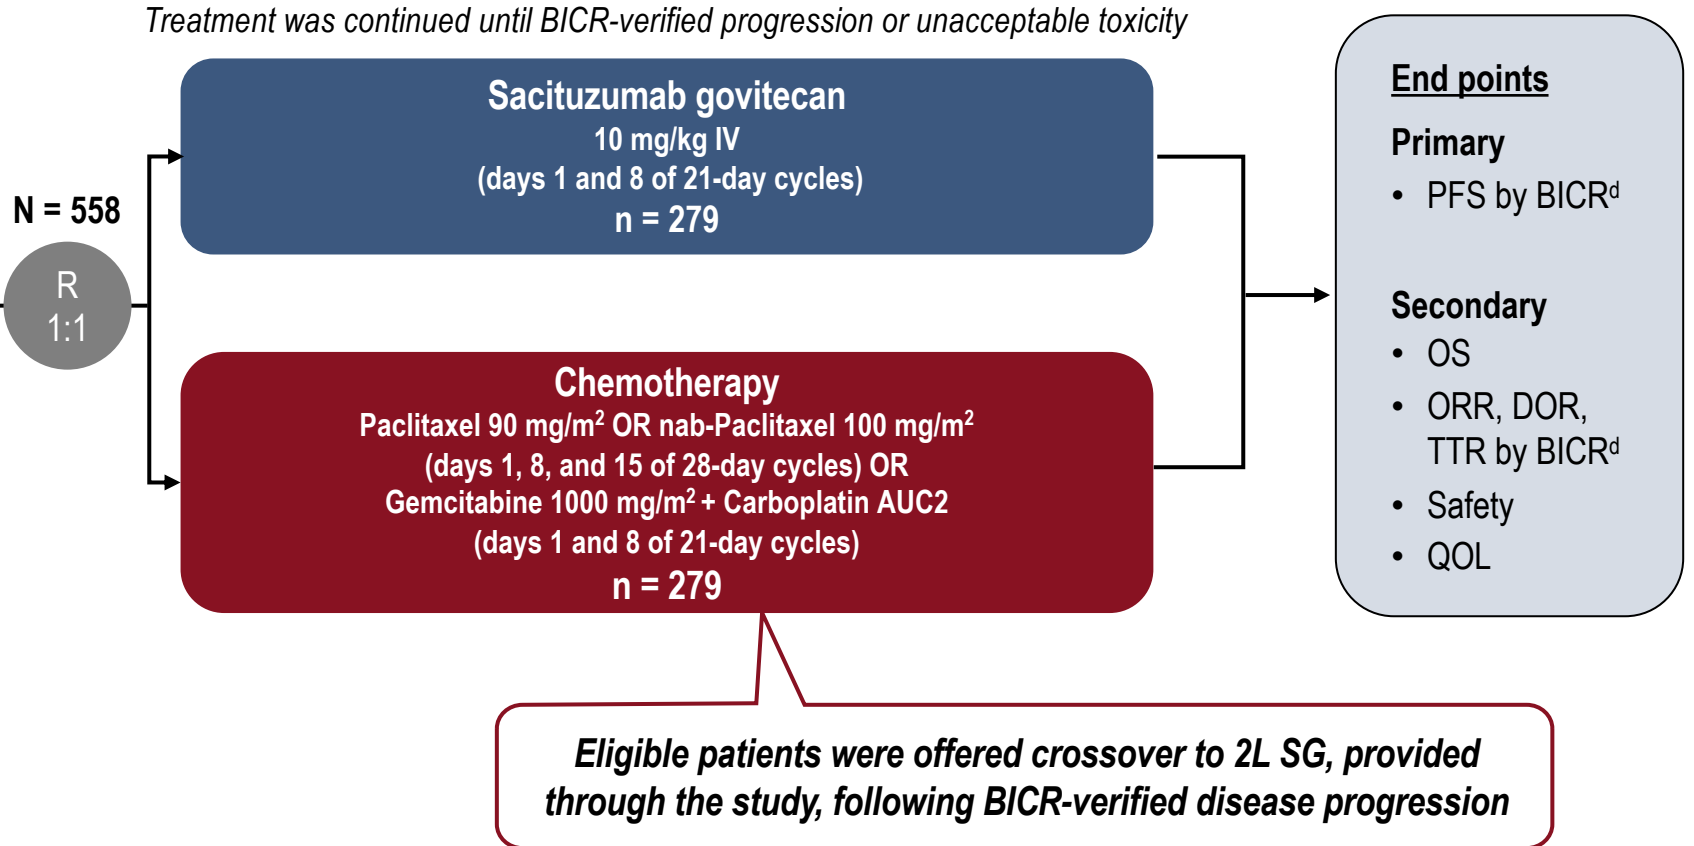 Treatment was continued until BICR-verified progression or unacceptable toxicity
N = 558
R
1:1
Sacituzumab govitecan
10 mg/kg IV
(days 1 and 8 of 21-day cycles)
n = 279
Chemotherapy
Paclitaxel 90 mg/m² OR nab-Paclitaxel 100 mg/m²
(days 1, 8, and 15 of 28-day cycles) OR
Gemcitabine 1000 mg/m² + Carboplatin AUC2
(days 1 and 8 of 21-day cycles)
n = 279
Eligible patients were offered crossover to 2L SG, provided
through the study, following BICR-verified disease progression
End points
Primary
• PFS by BICRᵈ
Secondary
• OS
• ORR, DOR,
TTR by BICRᵈ
• Safety
• QOL